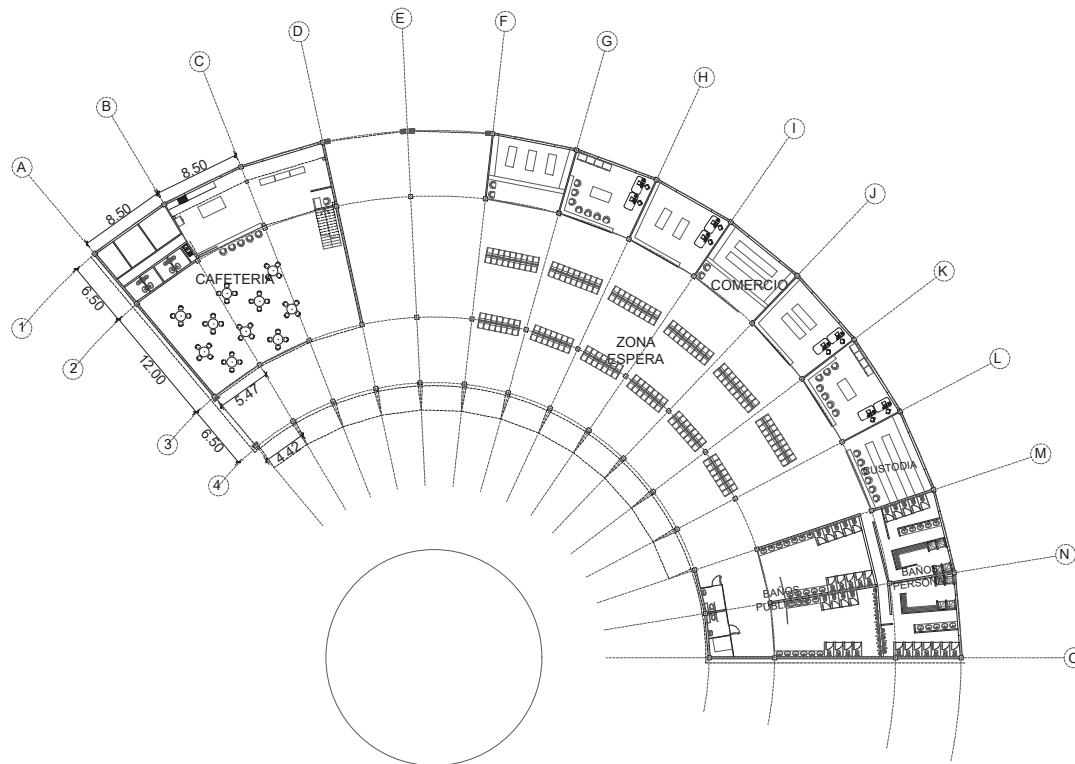 A
B
C
D
E
F
G
H
I
J
K
L
M
N
O
1
2
3
4
8.50
8.50
6.50
12.00
6.50
5.47
4.42
CAFETERIA
ZONA
ESPERA
COMERCIO
CUSTODIA
BAÑOS
PERSONAL
BAÑOS